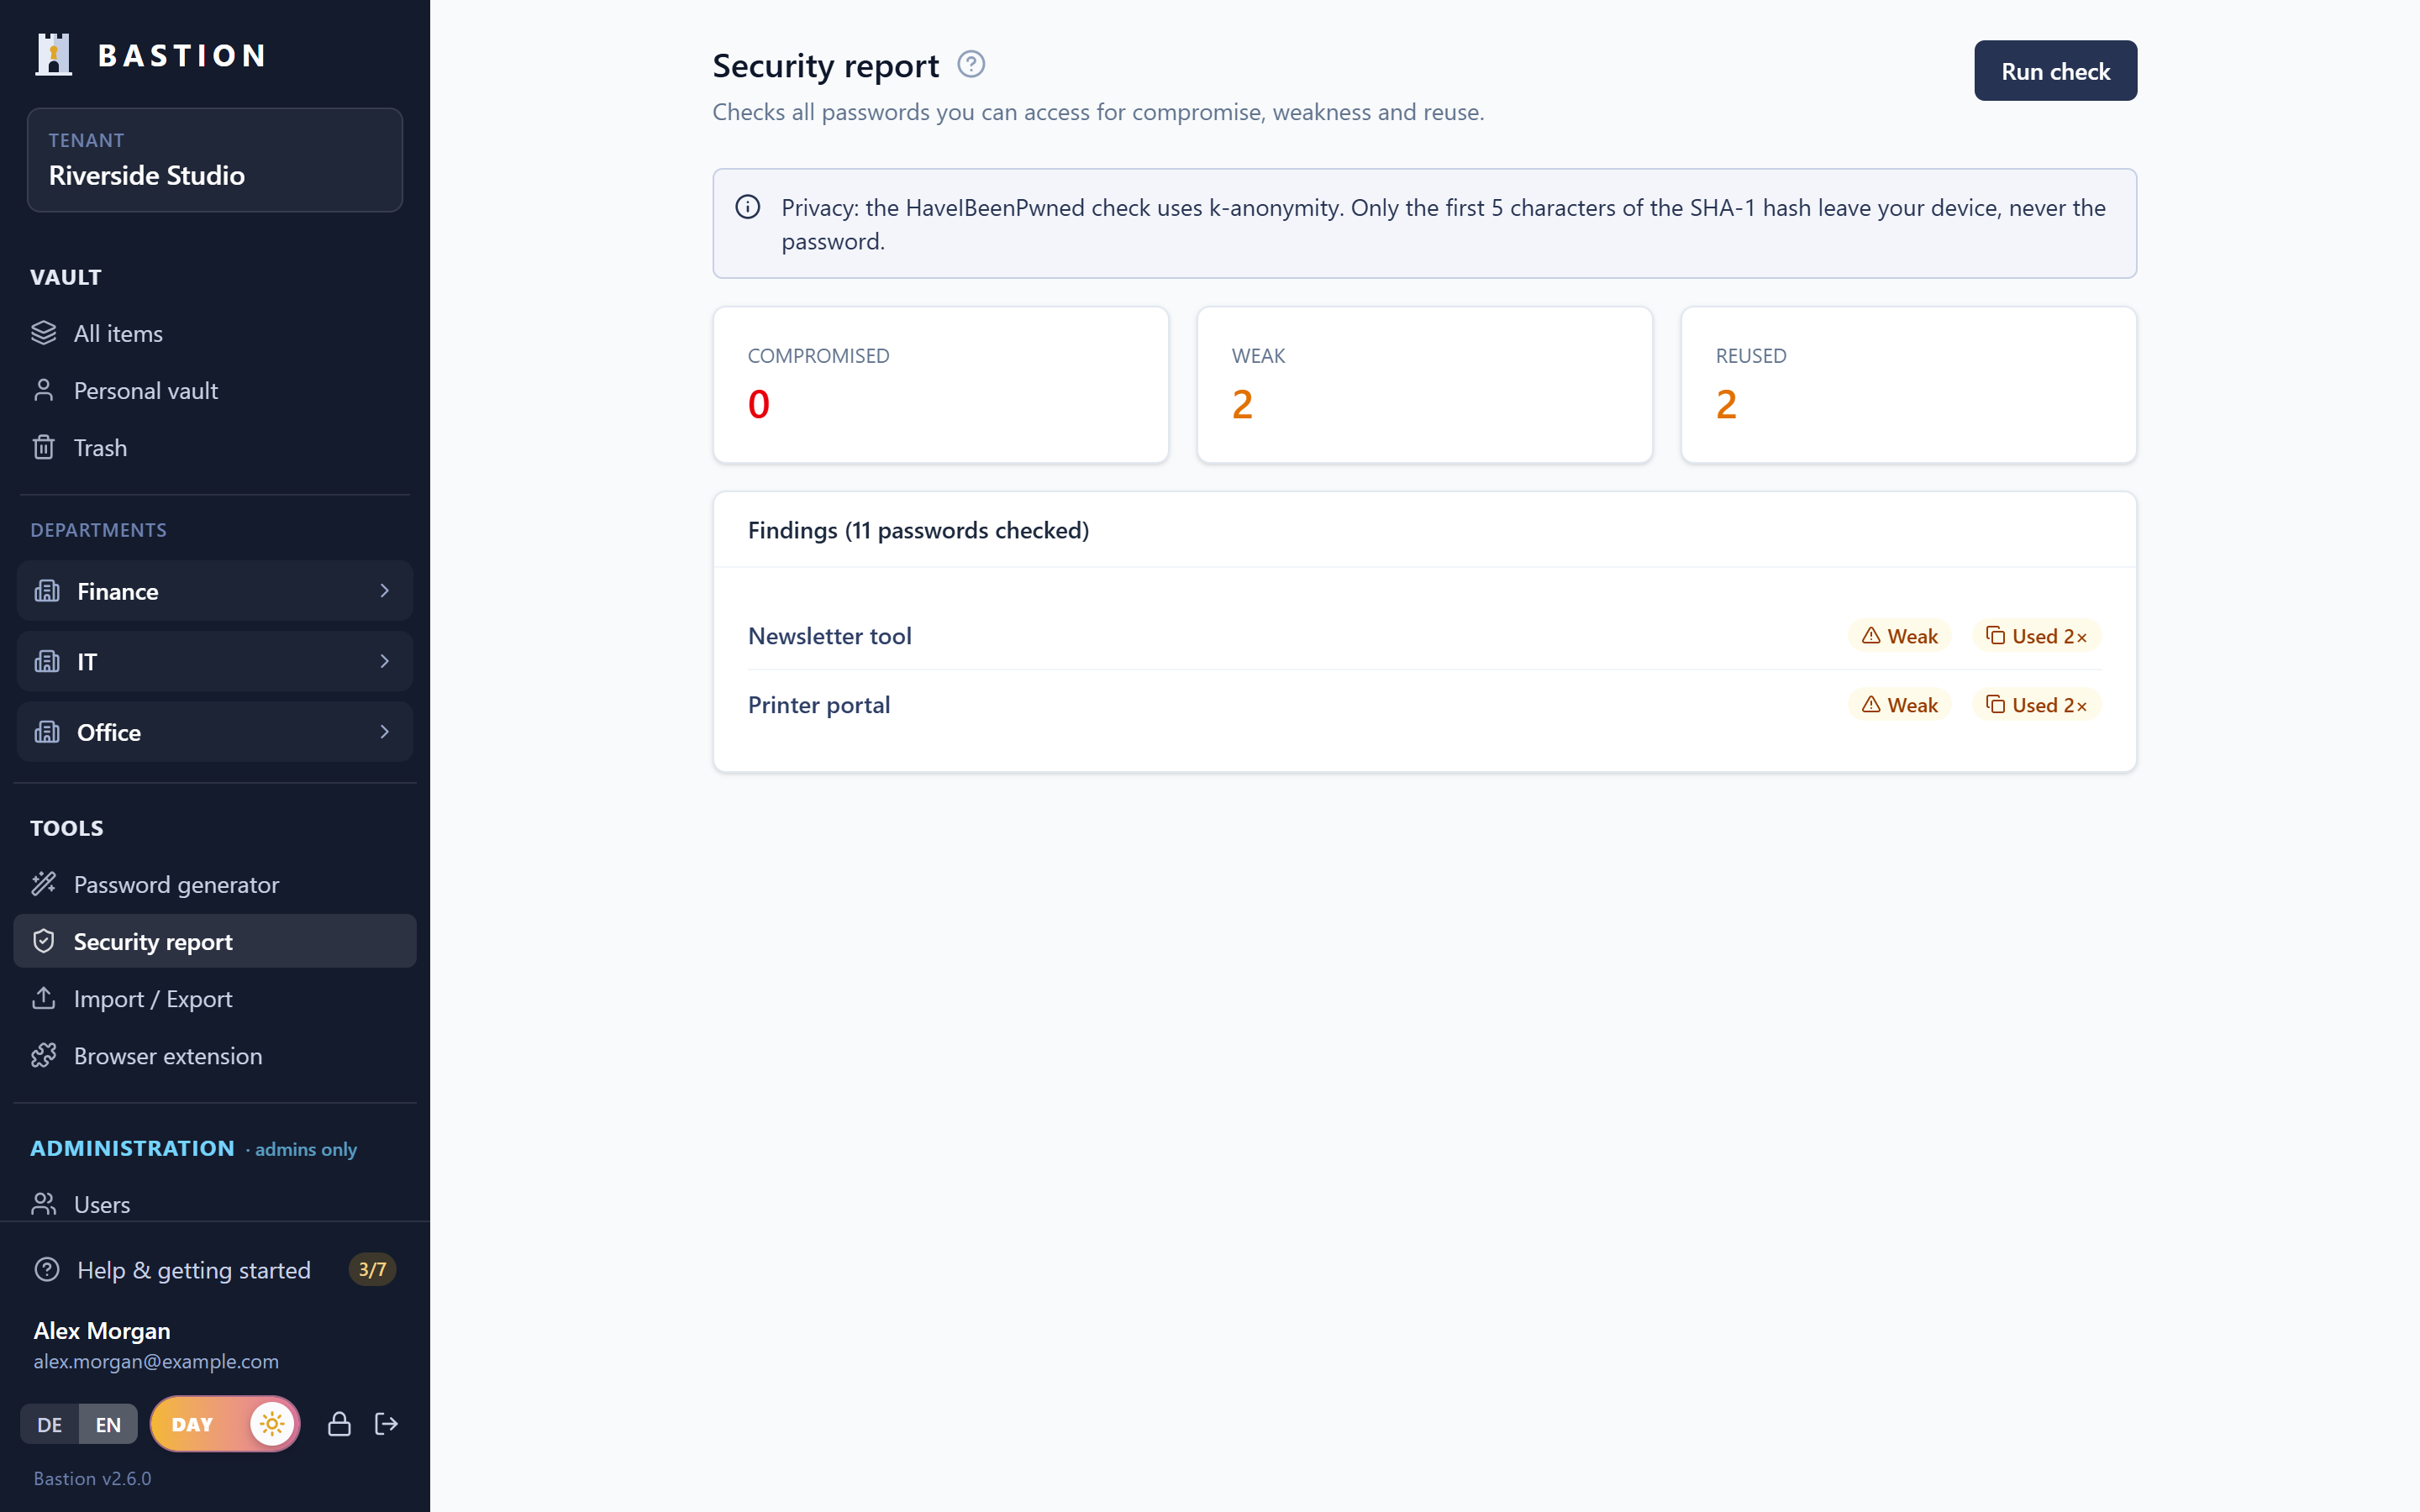 BASTION
TENANT
Riverside Studio
VAULT
All items
Personal vault
Trash
DEPARTMENTS
Finance
IT
Office
TOOLS
Password generator
Security report
Import / Export
Browser extension
ADMINISTRATION · admins only
Users
Help & getting started 3/7
Alex Morgan
alex.morgan@example.com
DE EN DAY
Bastion v2.6.0
Security report
Run check
Checks all passwords you can access for compromise, weakness and reuse.
Privacy: the HaveIBeenPwned check uses k-anonymity. Only the first 5 characters of the SHA-1 hash leave your device, never the
password.
COMPROMISED
0
WEAK
2
REUSED
2
Findings (11 passwords checked)
Newsletter tool Weak Used 2×
Printer portal Weak Used 2×